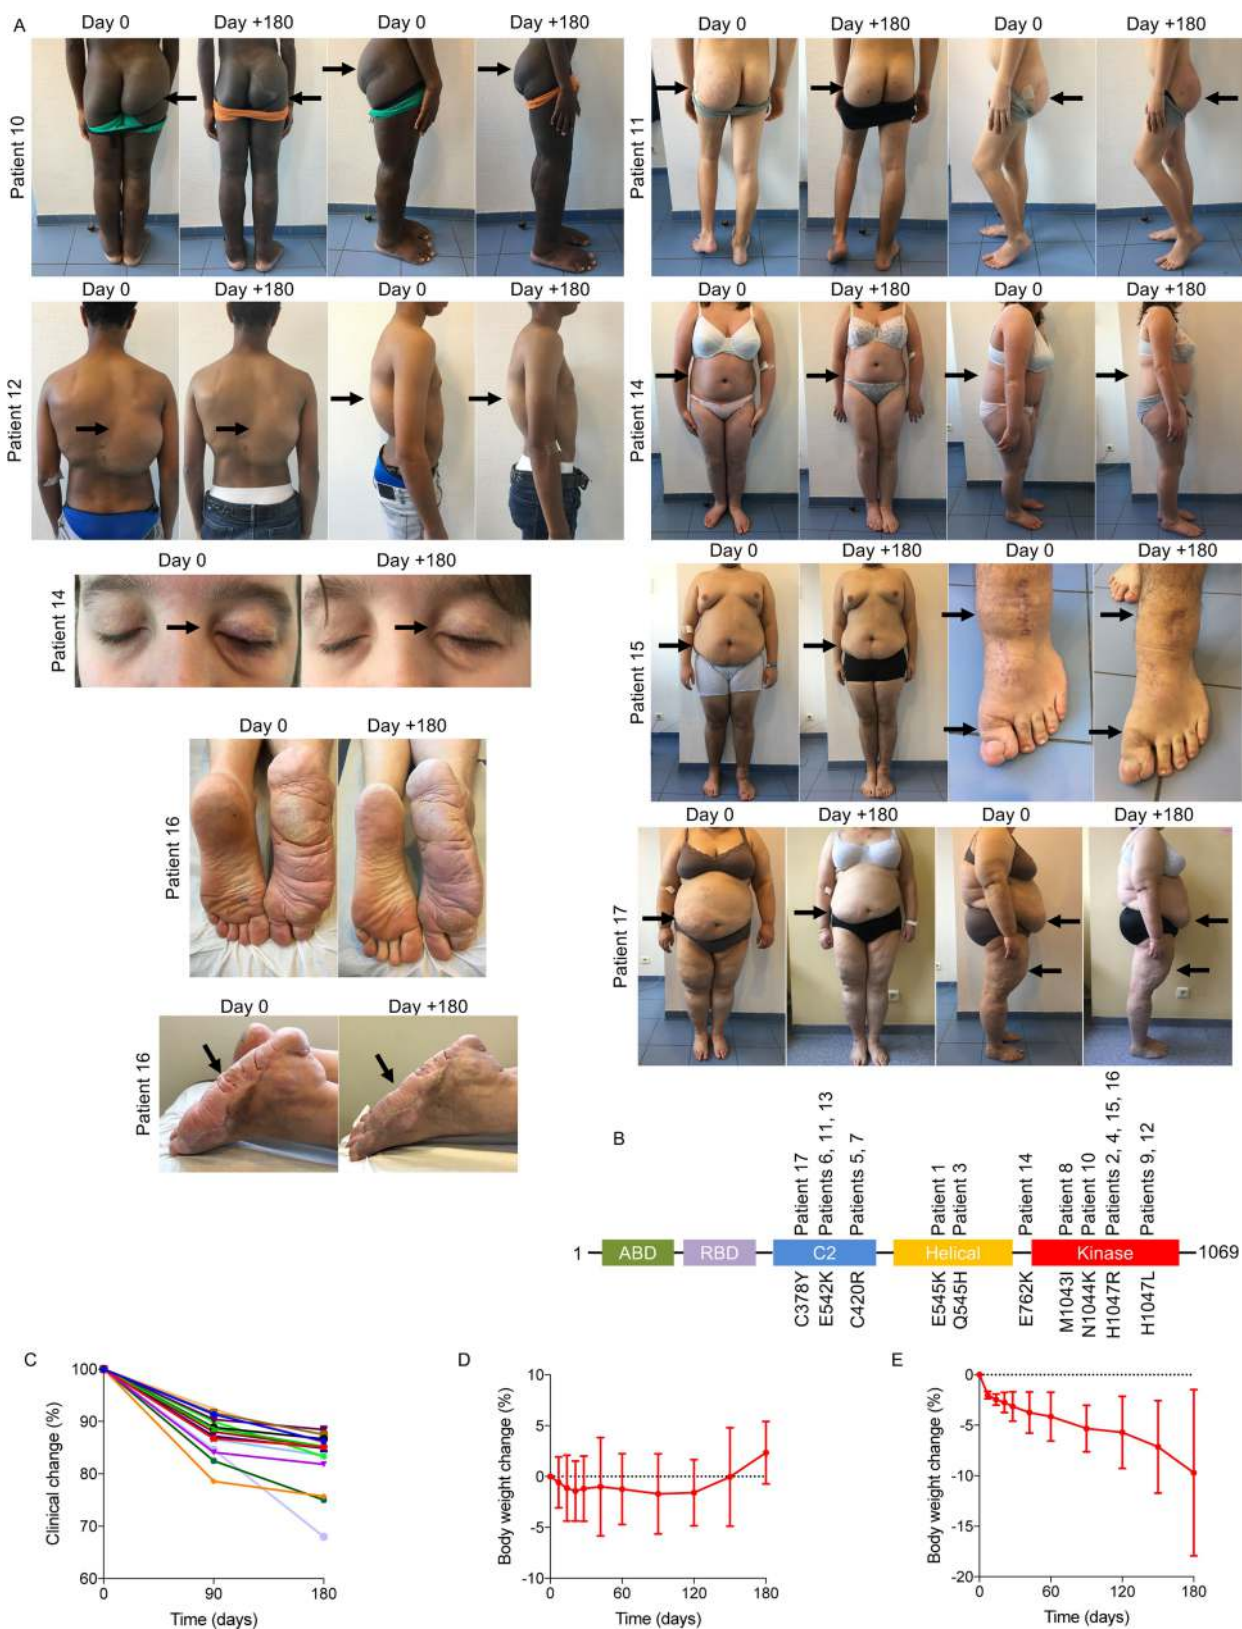 A
Day 0 Day +180 Day 0 Day +180
Patient 10
Day 0 Day +180 Day 0 Day +180
Patient 11
Day 0 Day +180 Day 0 Day +180
Patient 12
Day 0 Day +180 Day 0 Day +180
Patient 14
Day 0 Day +180
Patient 14
Day 0 Day +180 Day 0 Day +180
Patient 15
Day 0 Day +180
Patient 16
Day 0 Day +180 Day 0 Day +180
Patient 17
Day 0 Day +180
Patient 16
B
Patient 17
Patients 6, 11, 13
Patients 5, 7
Patient 1
Patient 3
Patient 14
Patient 8
Patient 10
Patients 2, 4, 15, 16
Patients 9, 12
1 ABD RBD C2 Helical Kinase 1069
C378Y
E542K
C420R
E545K
Q545H
E762K
M1043I
N1044K
H1047R
H1047L
C
Clinical change (%)
100
90
80
70
60
0 90 180
Time (days)
D
Body weight change (%)
10
5
0
-5
-10
0 60 120 180
Time (days)
E
Body weight change (%)
0
-5
-10
-15
-20
0 60 120 180
Time (days)